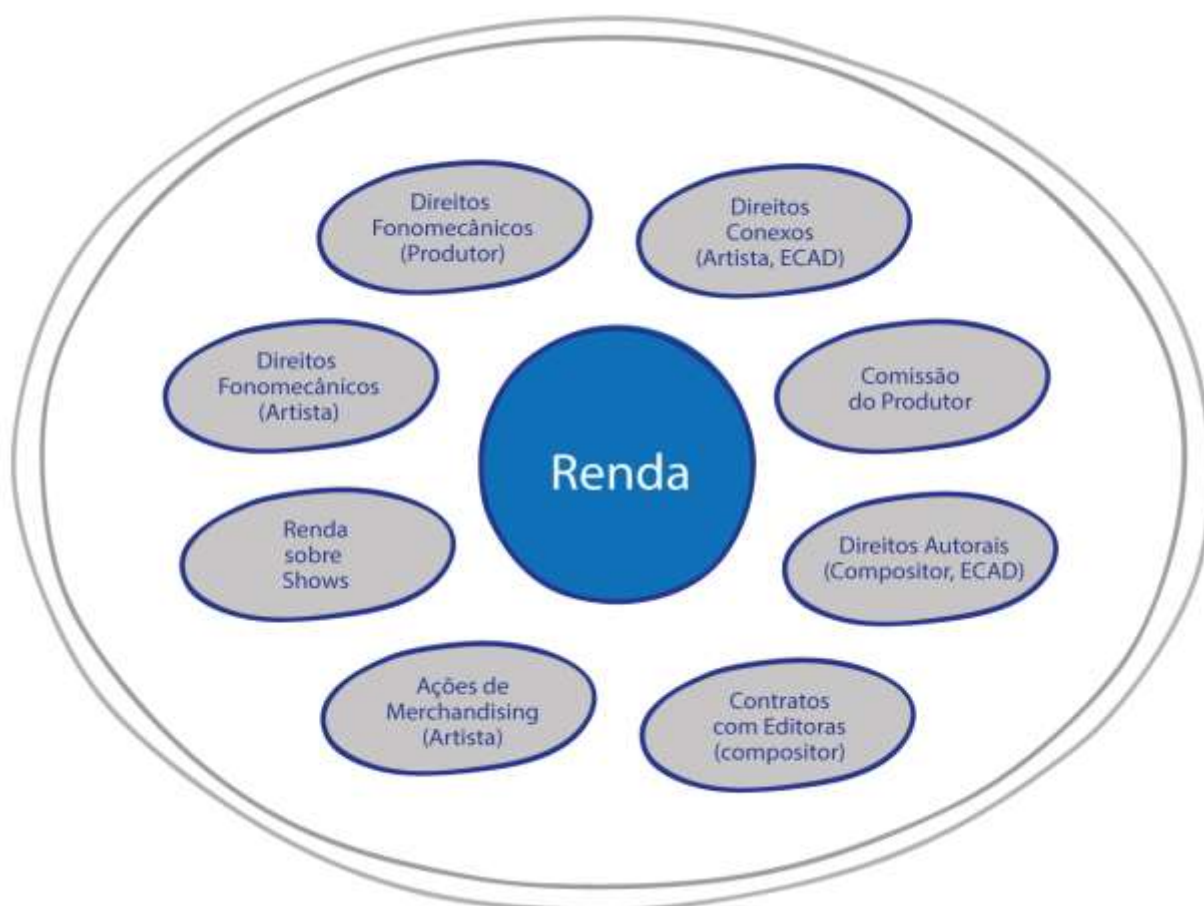 Direitos
Fonomecânicos
(Produtor)
Direitos
Conexos
(Artista, ECAD)
Direitos
Fonomecânicos
(Artista)
Comissão
do Produtor
Renda
Renda
sobre
Shows
Direitos Autorais
(Compositor, ECAD)
Ações de
Merchandising
(Artista)
Contratos
com Editoras
(compositor)